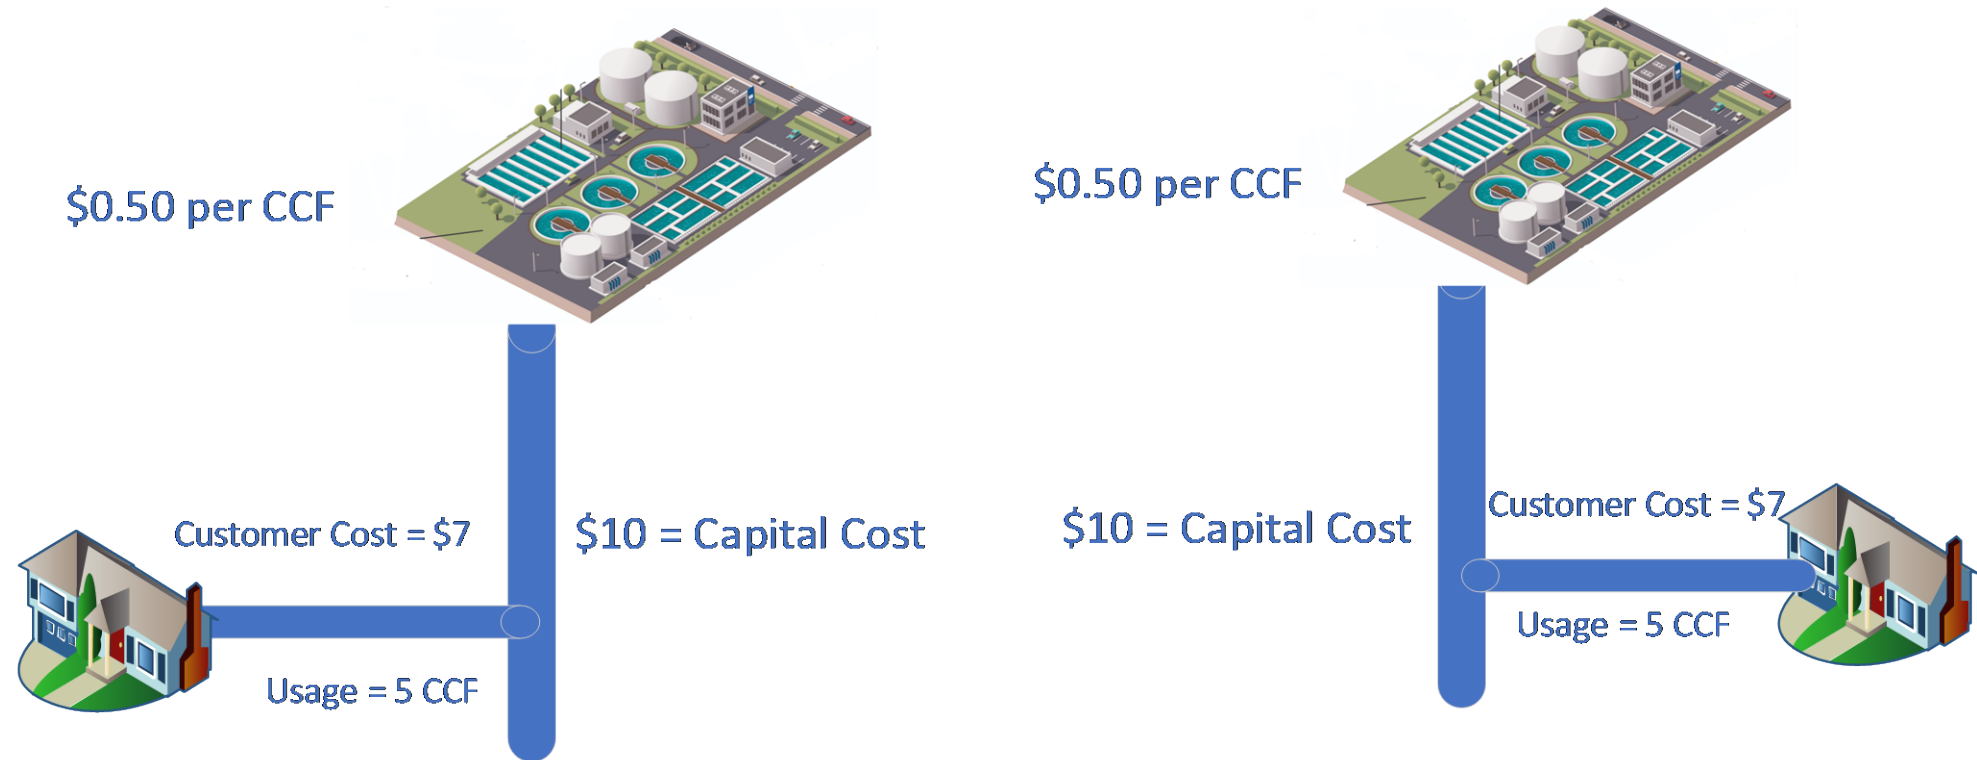 $0.50 per CCF
Customer Cost = $7
$10 = Capital Cost
Usage = 5 CCF
$0.50 per CCF
$10 = Capital Cost
Customer Cost = $7
Usage = 5 CCF